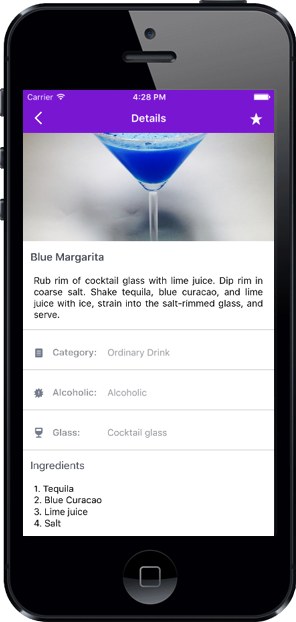 Carrier 4:28 PM
Details
Blue Margarita
Rub rim of cocktail glass with lime juice. Dip rim in
coarse salt. Shake tequila, blue curacao, and lime
juice with ice, strain into the salt-rimmed glass, and
serve.
Category: Ordinary Drink
Alcoholic: Alcoholic
Glass: Cocktail glass
Ingredients
1. Tequila
2. Blue Curacao
3. Lime juice
4. Salt